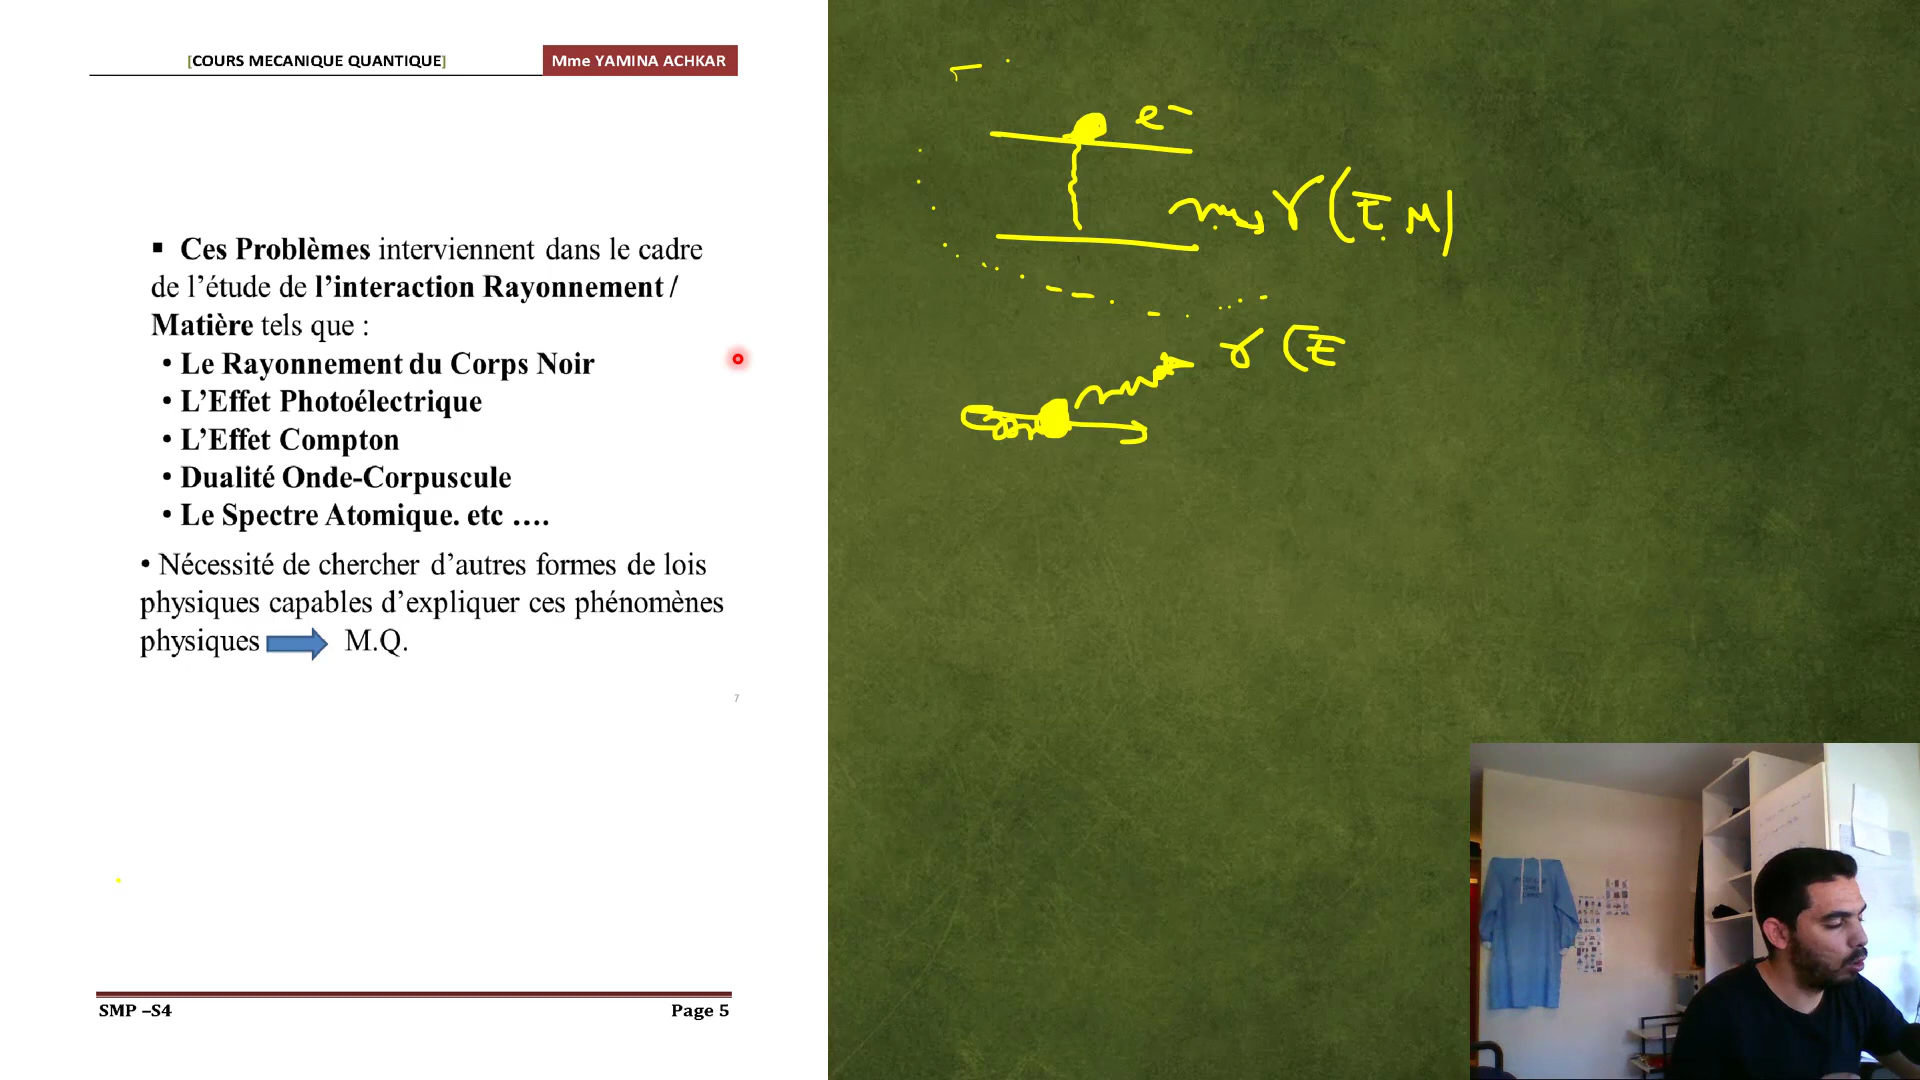 [COURS MECANIQUE QUANTIQUE] Mme YAMINA ACHKAR
▪ Ces Problèmes interviennent dans le cadre
de l’étude de l’interaction Rayonnement /
Matière tels que :
• Le Rayonnement du Corps Noir
• L’Effet Photoélectrique
• L’Effet Compton
• Dualité Onde-Corpuscule
• Le Spectre Atomique. etc ….
• Nécessité de chercher d’autres formes de lois
physiques capables d’expliquer ces phénomènes
physiques M.Q.
7
SMP –S4 Page 5
e⁻
γ (E M)
γ (E